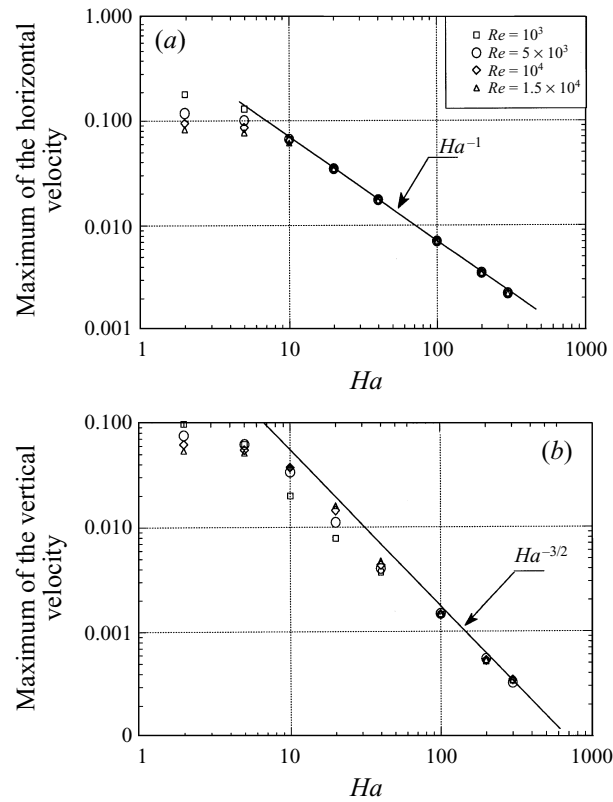 1.000
(a)
□ Re = 10³
○ Re = 5 × 10³
◇ Re = 10⁴
△ Re = 1.5 × 10⁴
0.100
Ha⁻¹
Maximum of the horizontal
velocity
0.010
0.001
1 10 100 1000
Ha
0.100
(b)
0.010
Ha⁻³/²
Maximum of the vertical
velocity
0.001
0
1 10 100 1000
Ha